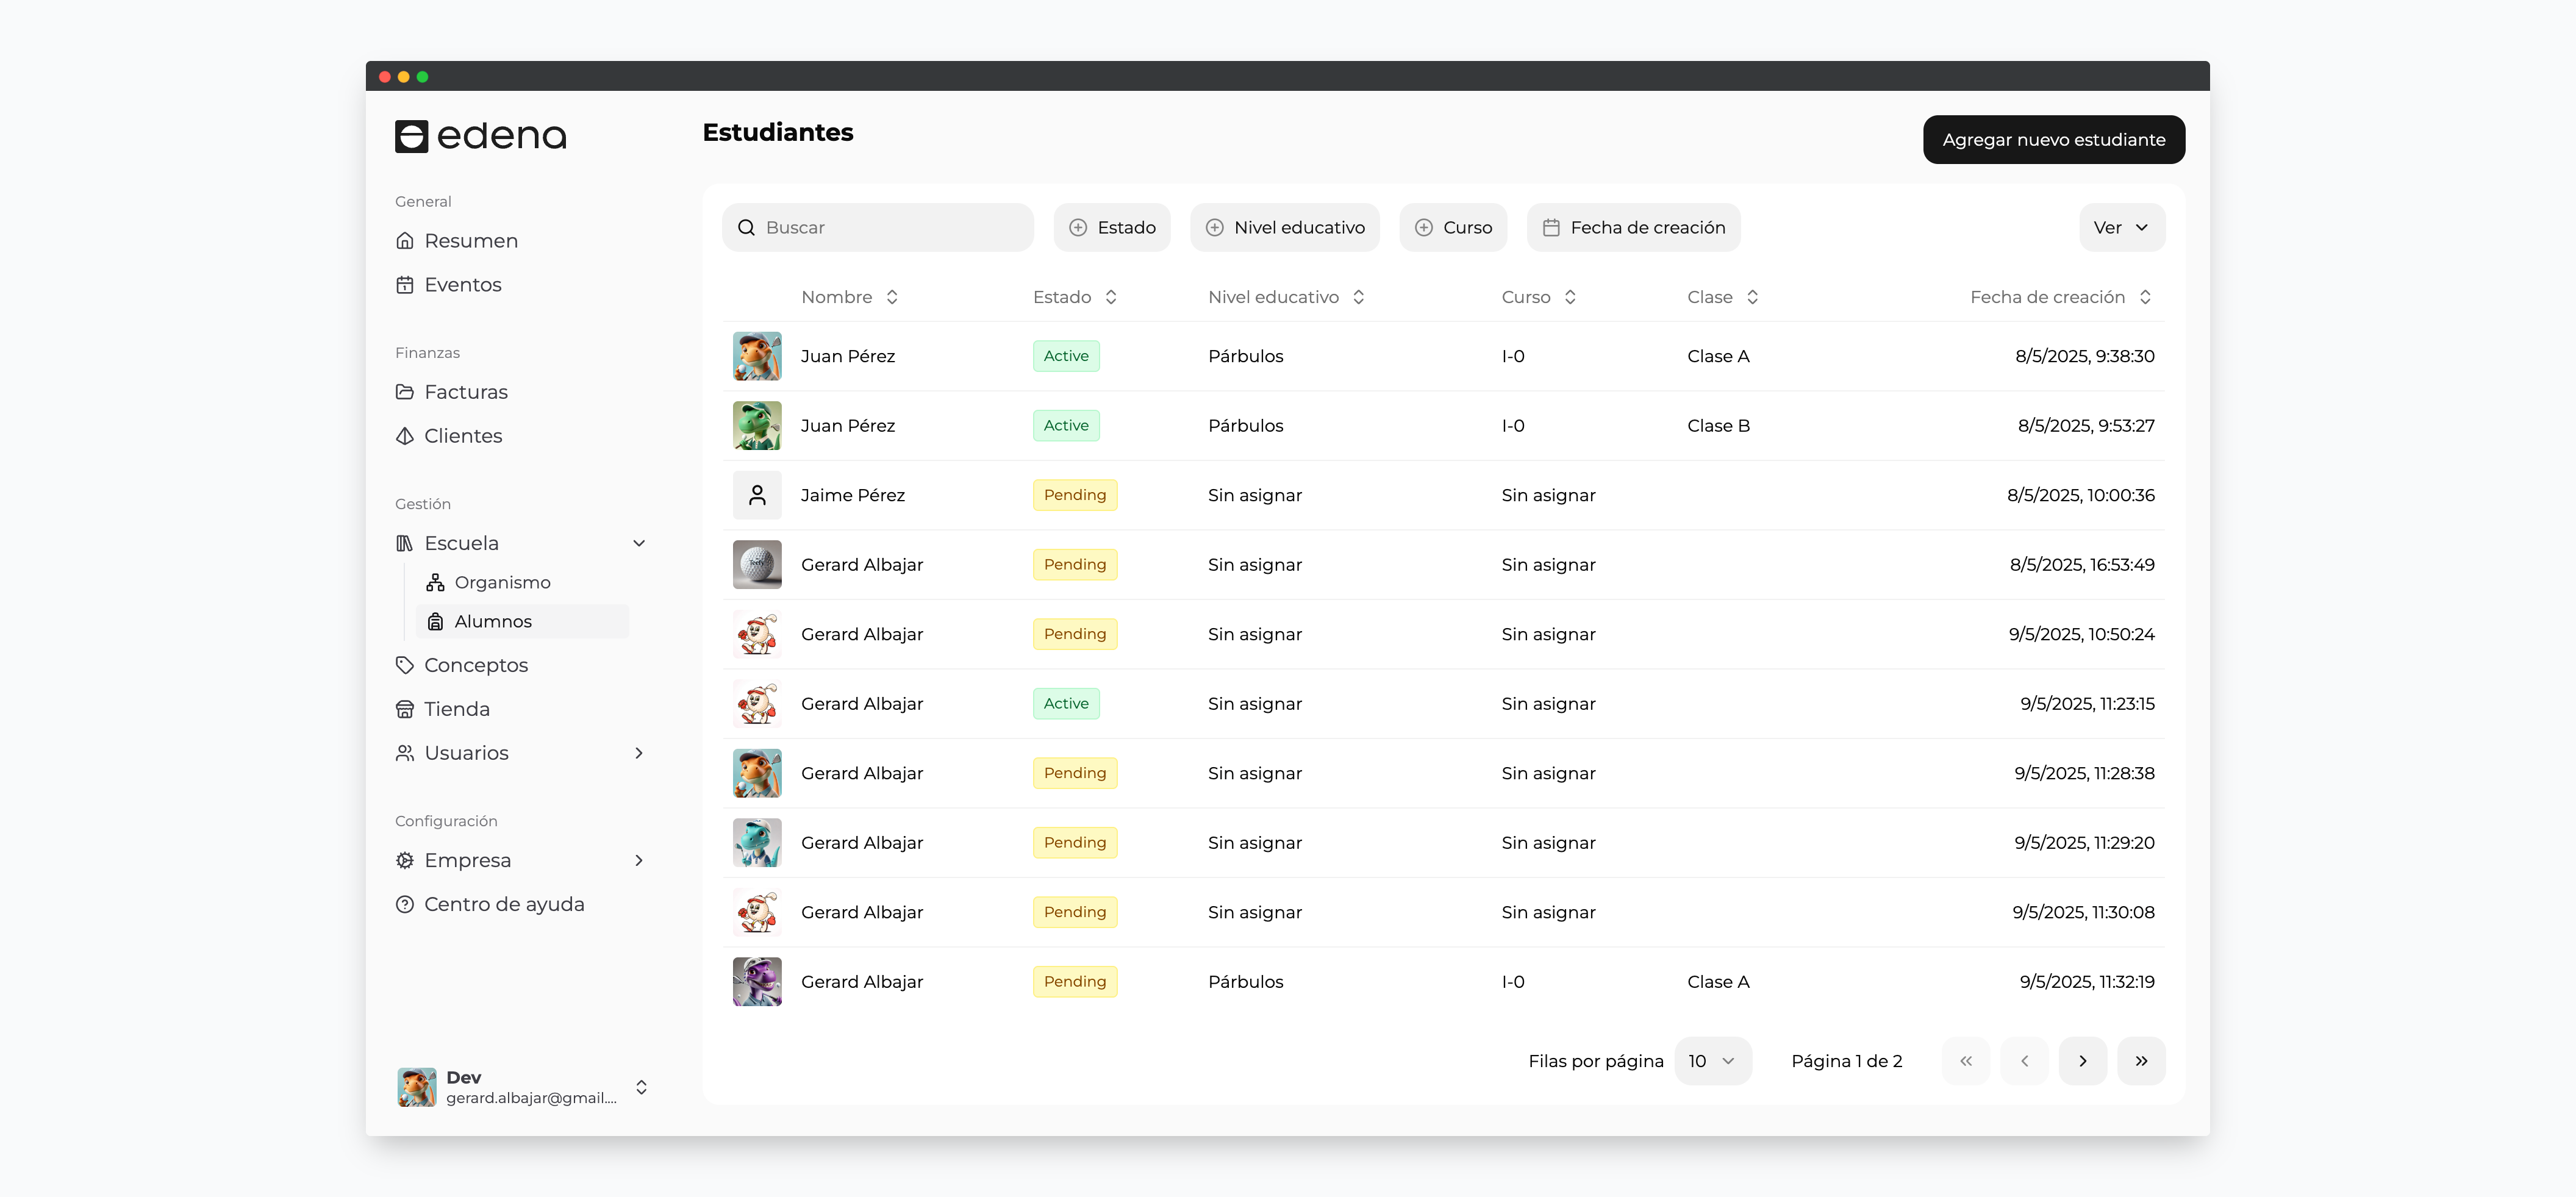 edena
General
Resumen
Eventos
Finanzas
Facturas
Clientes
Gestión
Escuela
Organismo
Alumnos
Conceptos
Tienda
Usuarios
Configuración
Empresa
Centro de ayuda
Dev
gerard.albajar@gmail....
Estudiantes
Agregar nuevo estudiante
Buscar Estado Nivel educativo Curso Fecha de creación Ver
Nombre Estado Nivel educativo Curso Clase Fecha de creación
Juan Pérez Active Párbulos I-0 Clase A 8/5/2025, 9:38:30
Juan Pérez Active Párbulos I-0 Clase B 8/5/2025, 9:53:27
Jaime Pérez Pending Sin asignar Sin asignar 8/5/2025, 10:00:36
Gerard Albajar Pending Sin asignar Sin asignar 8/5/2025, 16:53:49
Gerard Albajar Pending Sin asignar Sin asignar 9/5/2025, 10:50:24
Gerard Albajar Active Sin asignar Sin asignar 9/5/2025, 11:23:15
Gerard Albajar Pending Sin asignar Sin asignar 9/5/2025, 11:28:38
Gerard Albajar Pending Sin asignar Sin asignar 9/5/2025, 11:29:20
Gerard Albajar Pending Sin asignar Sin asignar 9/5/2025, 11:30:08
Gerard Albajar Pending Párbulos I-0 Clase A 9/5/2025, 11:32:19
Filas por página 10 Página 1 de 2